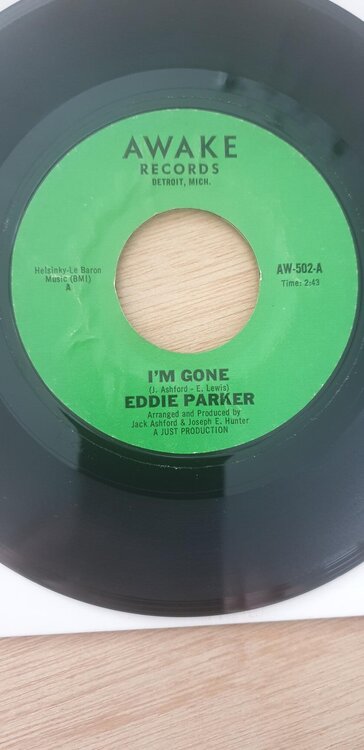 AWAKE
RECORDS
DETROIT, MICH.
Helsinky-Le Baron
Music (BMI)
A
AW-502-A
Time: 2:43
I'M GONE
(J. Ashford - E. Lewis)
EDDIE PARKER
Arranged and Produced by
Jack Ashford & Joseph E. Hunter
A JUST PRODUCTION